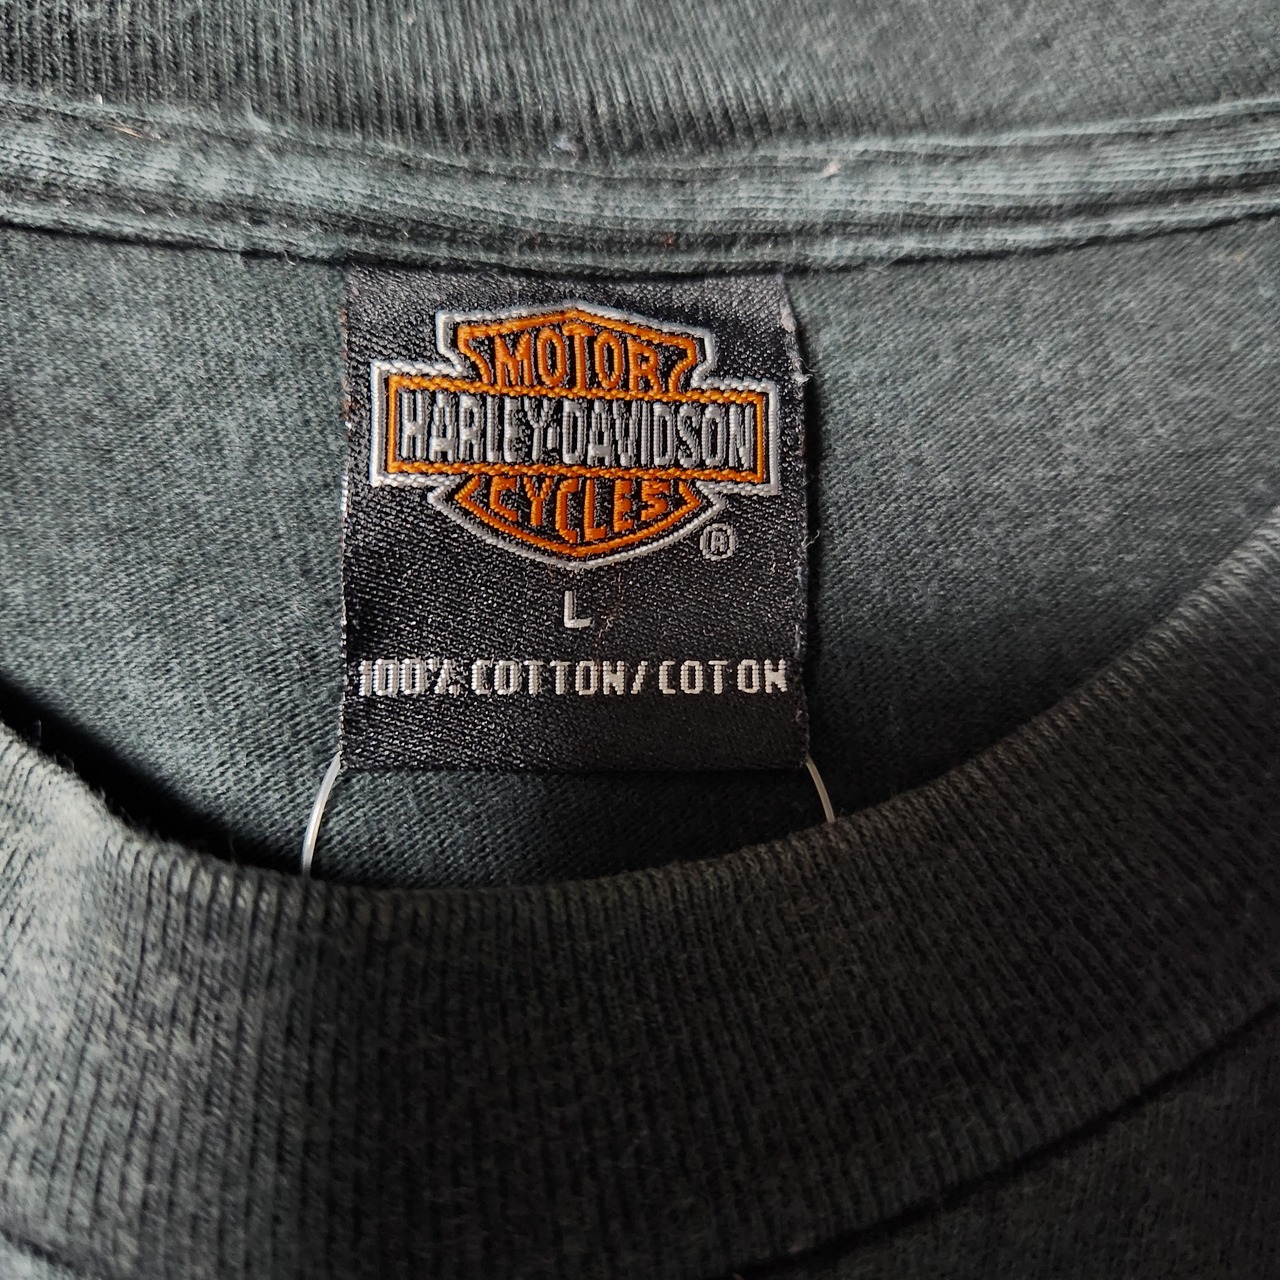 MOTOR
HARLEY-DAVIDSON
CYCLES
®
L
100% COTTON/COTON